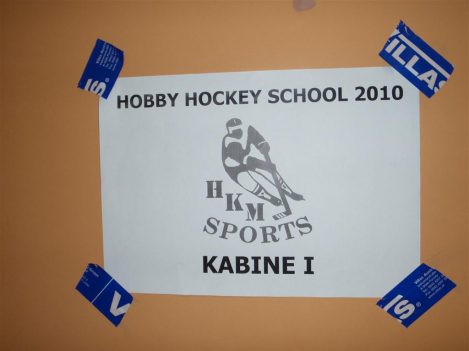 HOBBY HOCKEY SCHOOL 2010
HKM
SPORTS
KABINE I